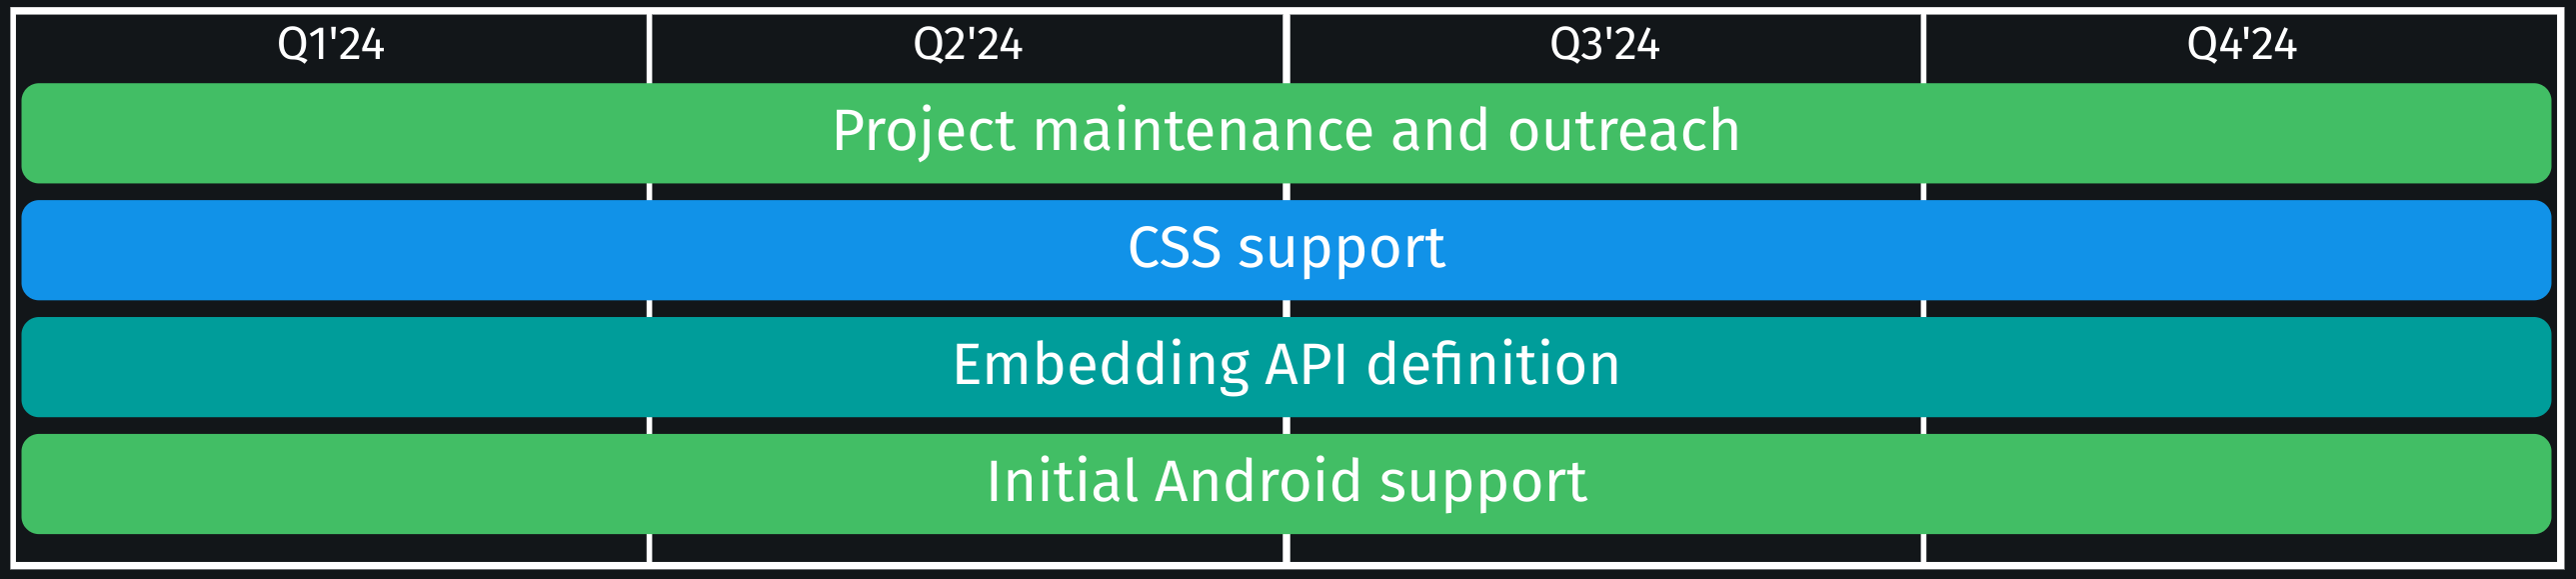 Q1'24 Q2'24 Q3'24 Q4'24
Project maintenance and outreach
CSS support
Embedding API definition
Initial Android support